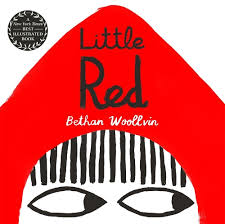 New York Times
BEST
ILLUSTRATED
BOOK
Little
Red
Bethan Woollvin